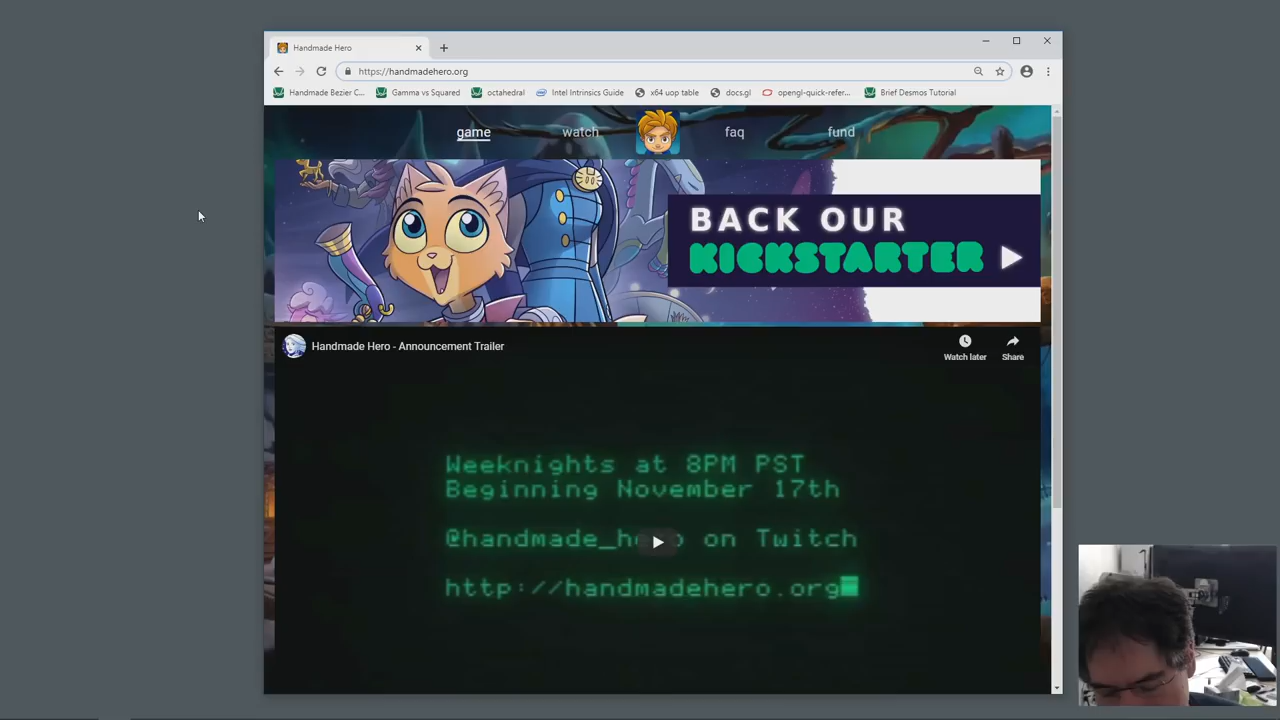 Handmade Hero
https://handmadehero.org
Handmade Bezier C...
Gamma vs Squared
octahedral
Intel Intrinsics Guide
x64 uop table
docs.gl
opengl-quick-refer...
Brief Desmos Tutorial
game
watch
faq
fund
BACK OUR
KICKSTARTER
Handmade Hero - Announcement Trailer
Watch later
Share
Weeknights at 8PM PST
Beginning November 17th
@handmade_hero on Twitch
http://handmadehero.org